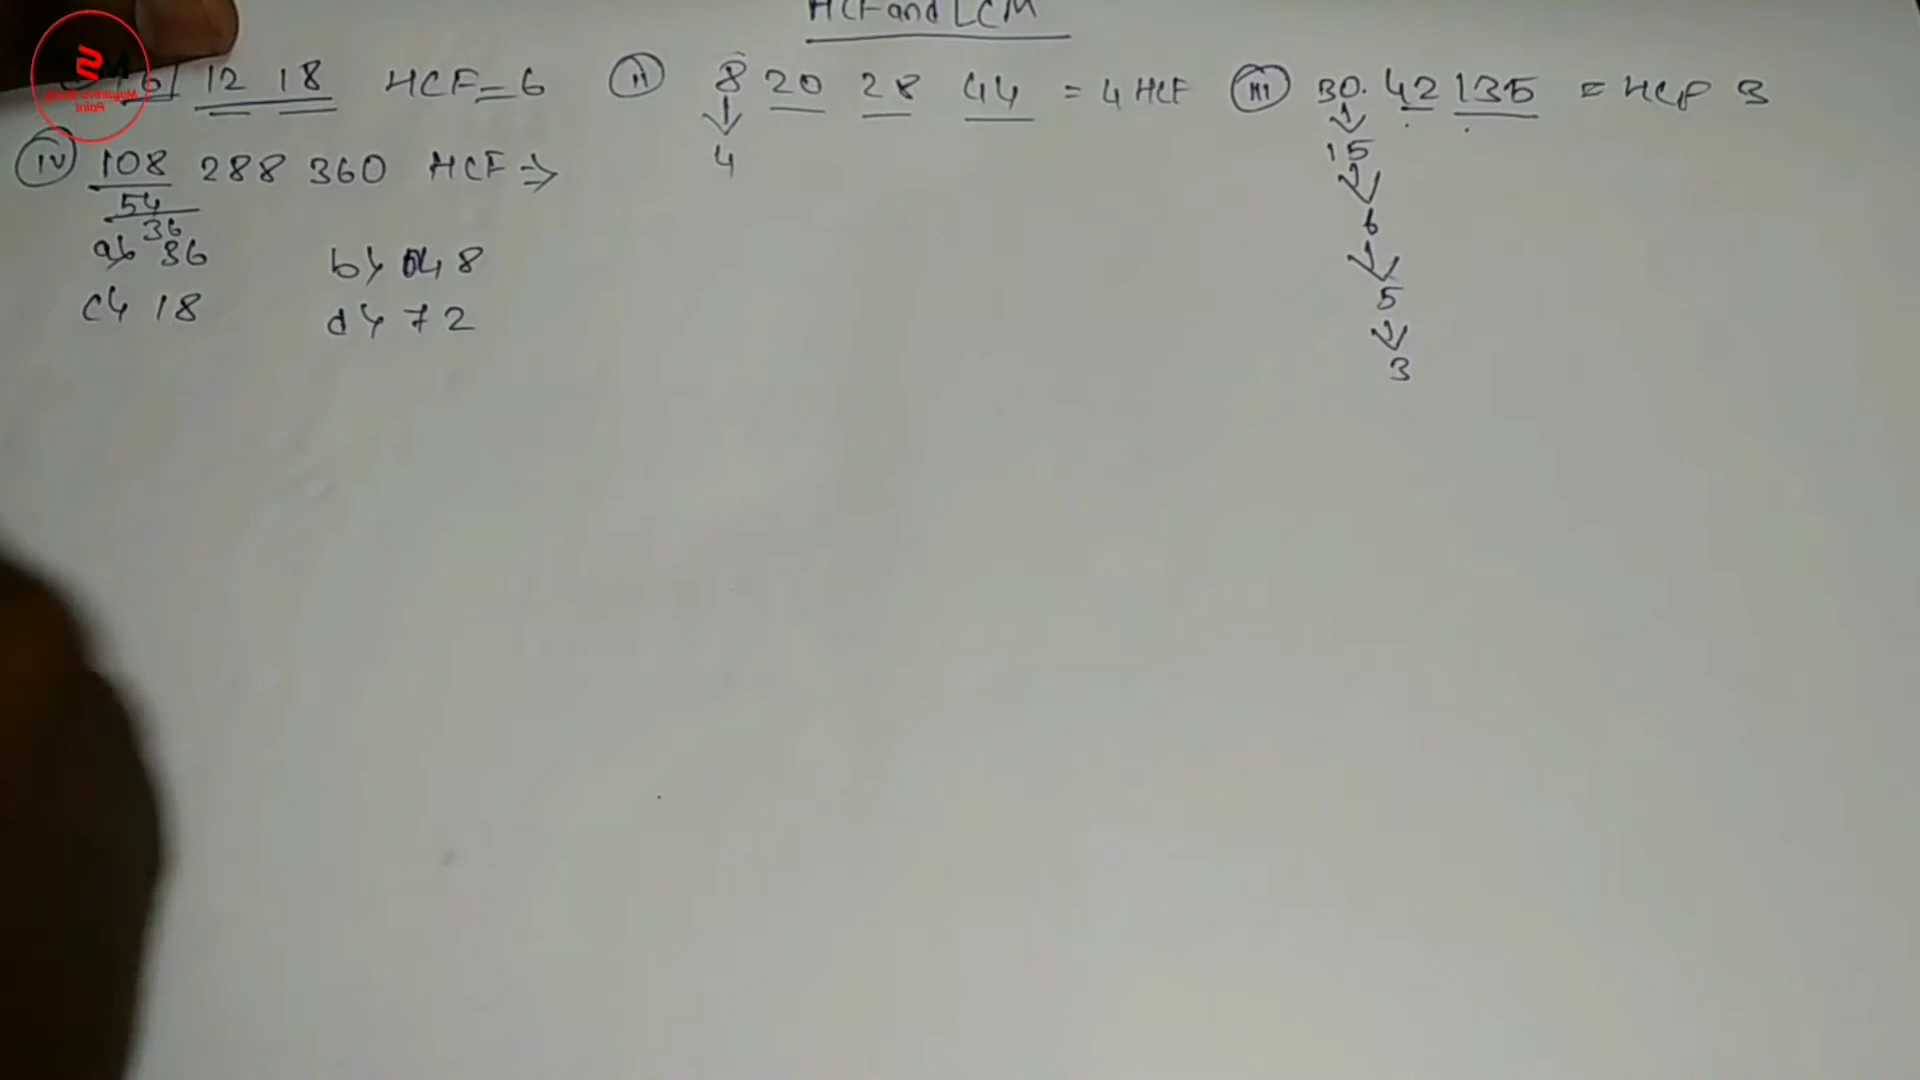 HCF and LCM
6 12 18 HCF = 6 (II) 8 20 28 44 = 4 HCF (III) 30. 42 135 = HCF 3
4
15
6
5
3
(IV) 108 288 360 HCF ⇒
54
36
a) 36 b) 48
c) 18 d) 72